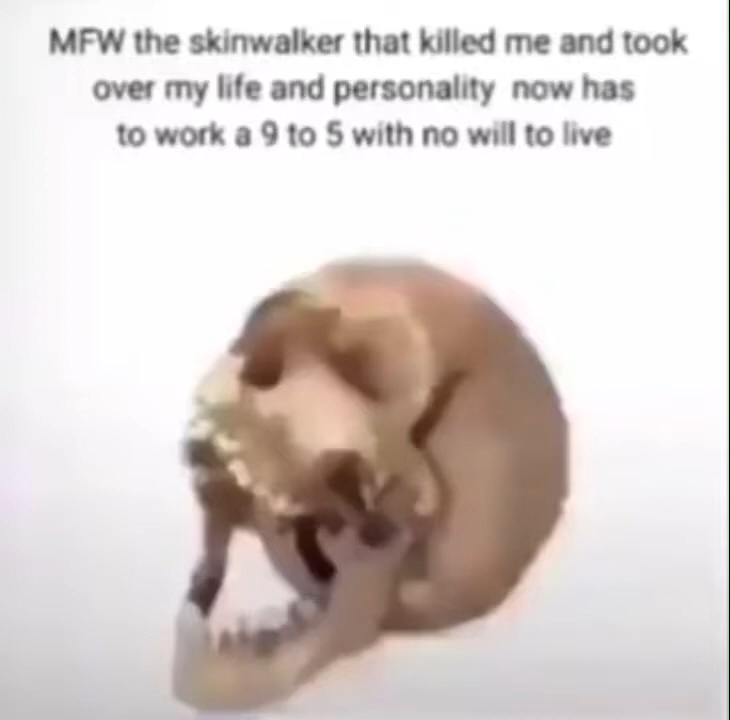 MFW the skinwalker that killed me and took
over my life and personality now has
to work a 9 to 5 with no will to live